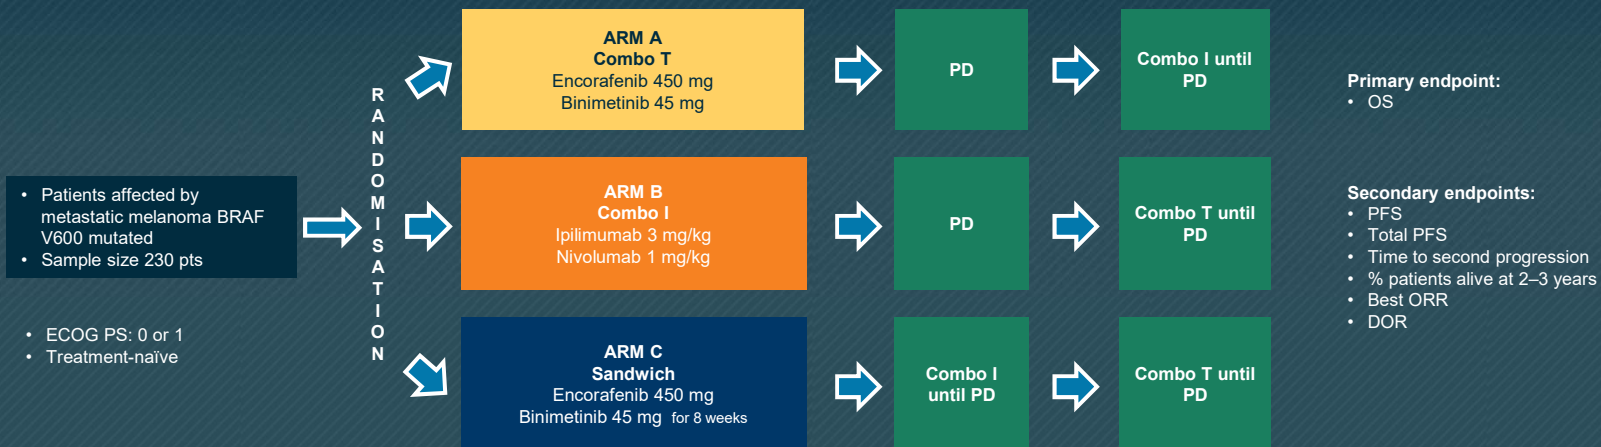 • Patients affected by
metastatic melanoma BRAF
V600 mutated
• Sample size 230 pts
• ECOG PS: 0 or 1
• Treatment-naïve
RANDOMISATION
ARM A
Combo T
Encorafenib 450 mg
Binimetinib 45 mg
PD
Combo I until
PD
ARM B
Combo I
Ipilimumab 3 mg/kg
Nivolumab 1 mg/kg
PD
Combo T until
PD
ARM C
Sandwich
Encorafenib 450 mg
Binimetinib 45 mg for 8 weeks
Combo I
until PD
Combo T until
PD
Primary endpoint:
• OS
Secondary endpoints:
• PFS
• Total PFS
• Time to second progression
• % patients alive at 2–3 years
• Best ORR
• DOR